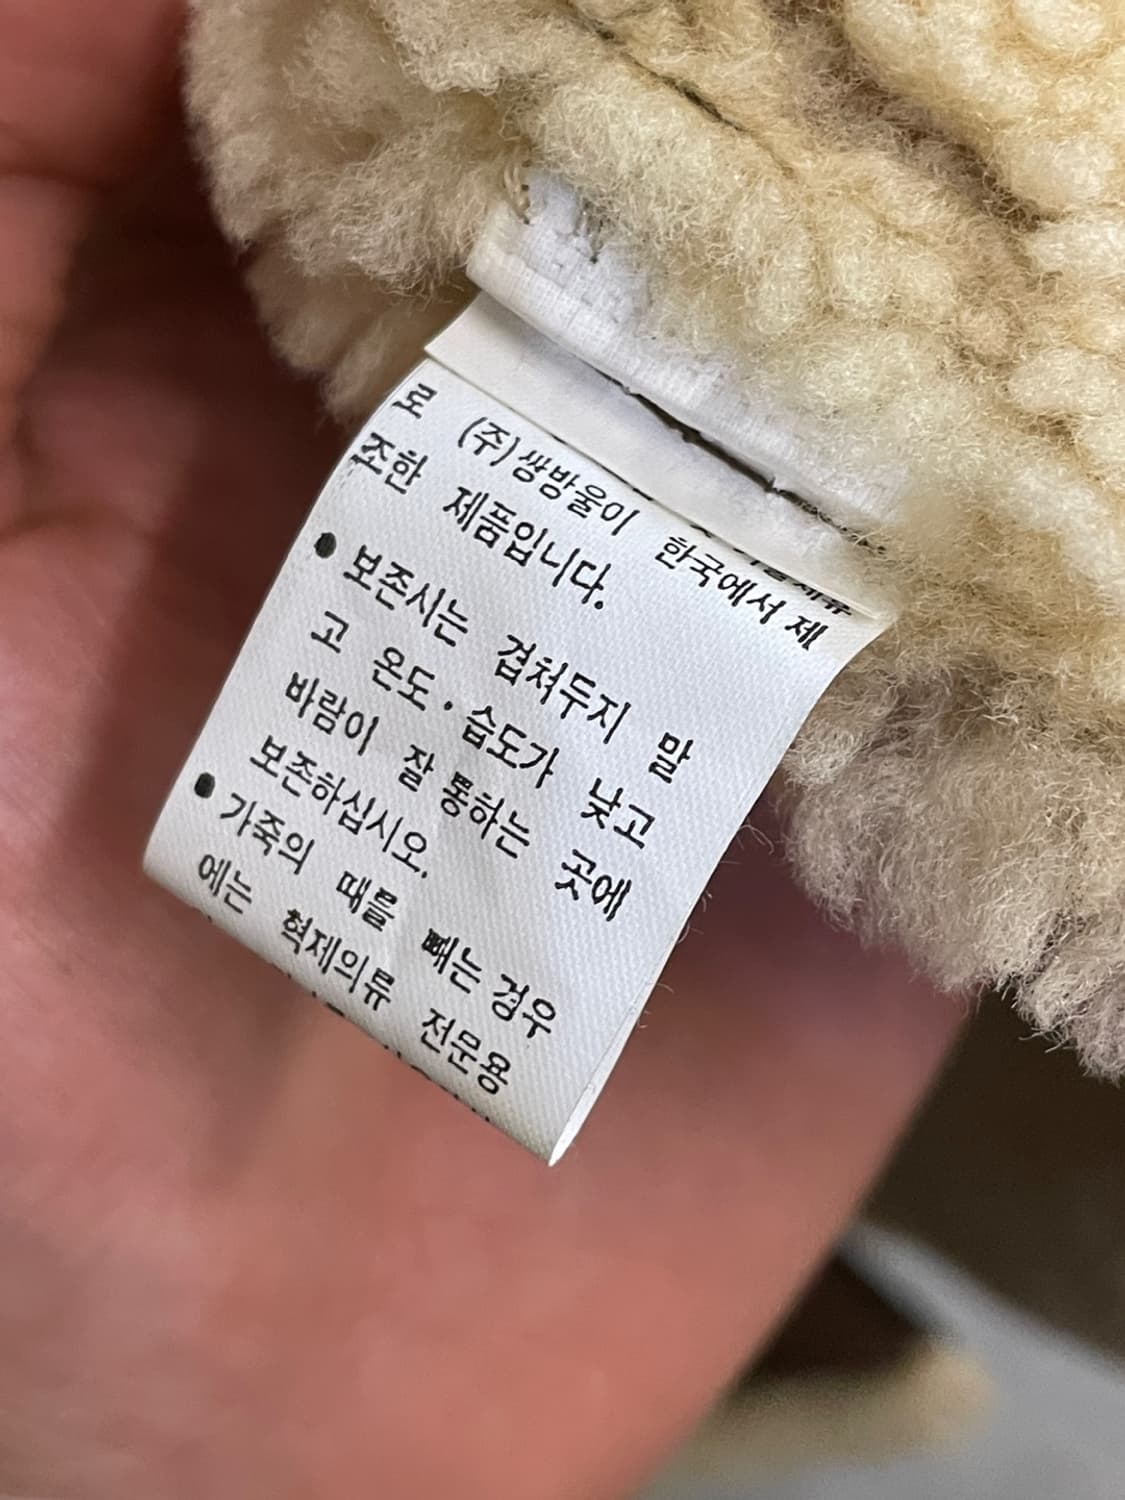 로 (주)쌍방울이 한국에서 제
조한 제품입니다.
● 보존시는 겹쳐두지 말
고 온도·습도가 낮고
바람이 잘 통하는 곳에
보존하십시오.
● 가죽의 때를 빼는 경우
에는 혁제의류 전문용